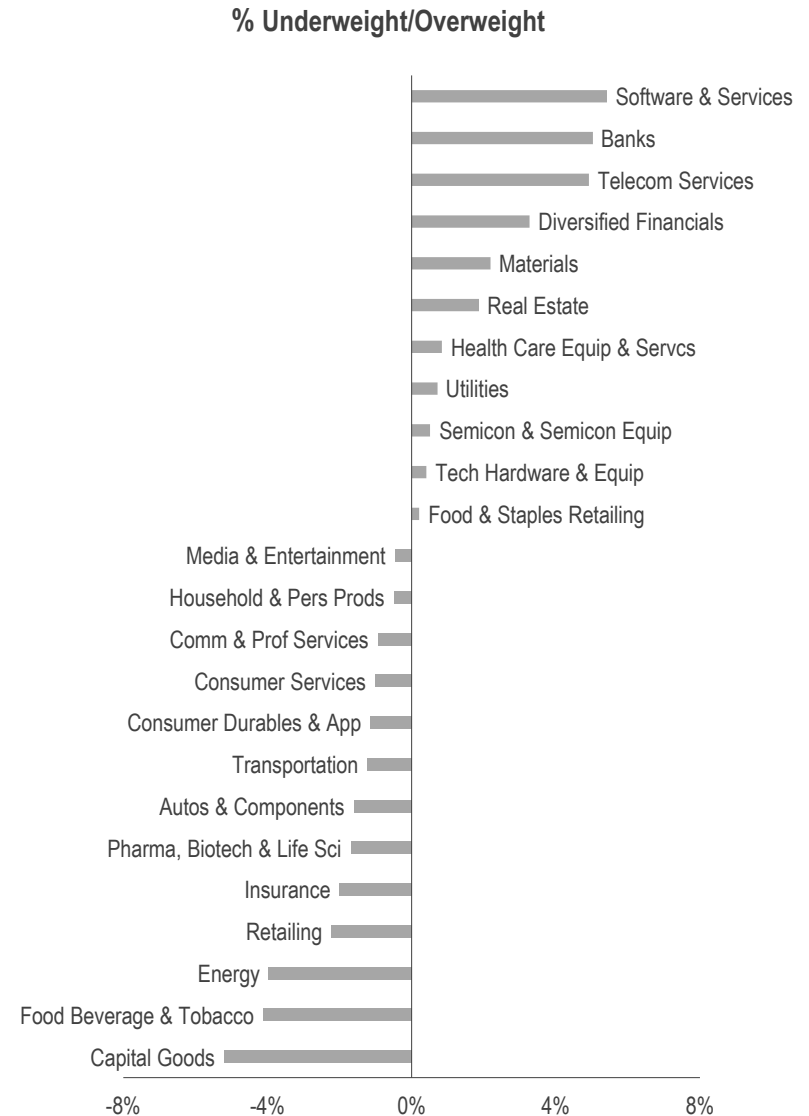 % Underweight/Overweight
Software & Services
Banks
Telecom Services
Diversified Financials
Materials
Real Estate
Health Care Equip & Servcs
Utilities
Semicon & Semicon Equip
Tech Hardware & Equip
Food & Staples Retailing
Media & Entertainment
Household & Pers Prods
Comm & Prof Services
Consumer Services
Consumer Durables & App
Transportation
Autos & Components
Pharma, Biotech & Life Sci
Insurance
Retailing
Energy
Food Beverage & Tobacco
Capital Goods
-8% -4% 0% 4% 8%